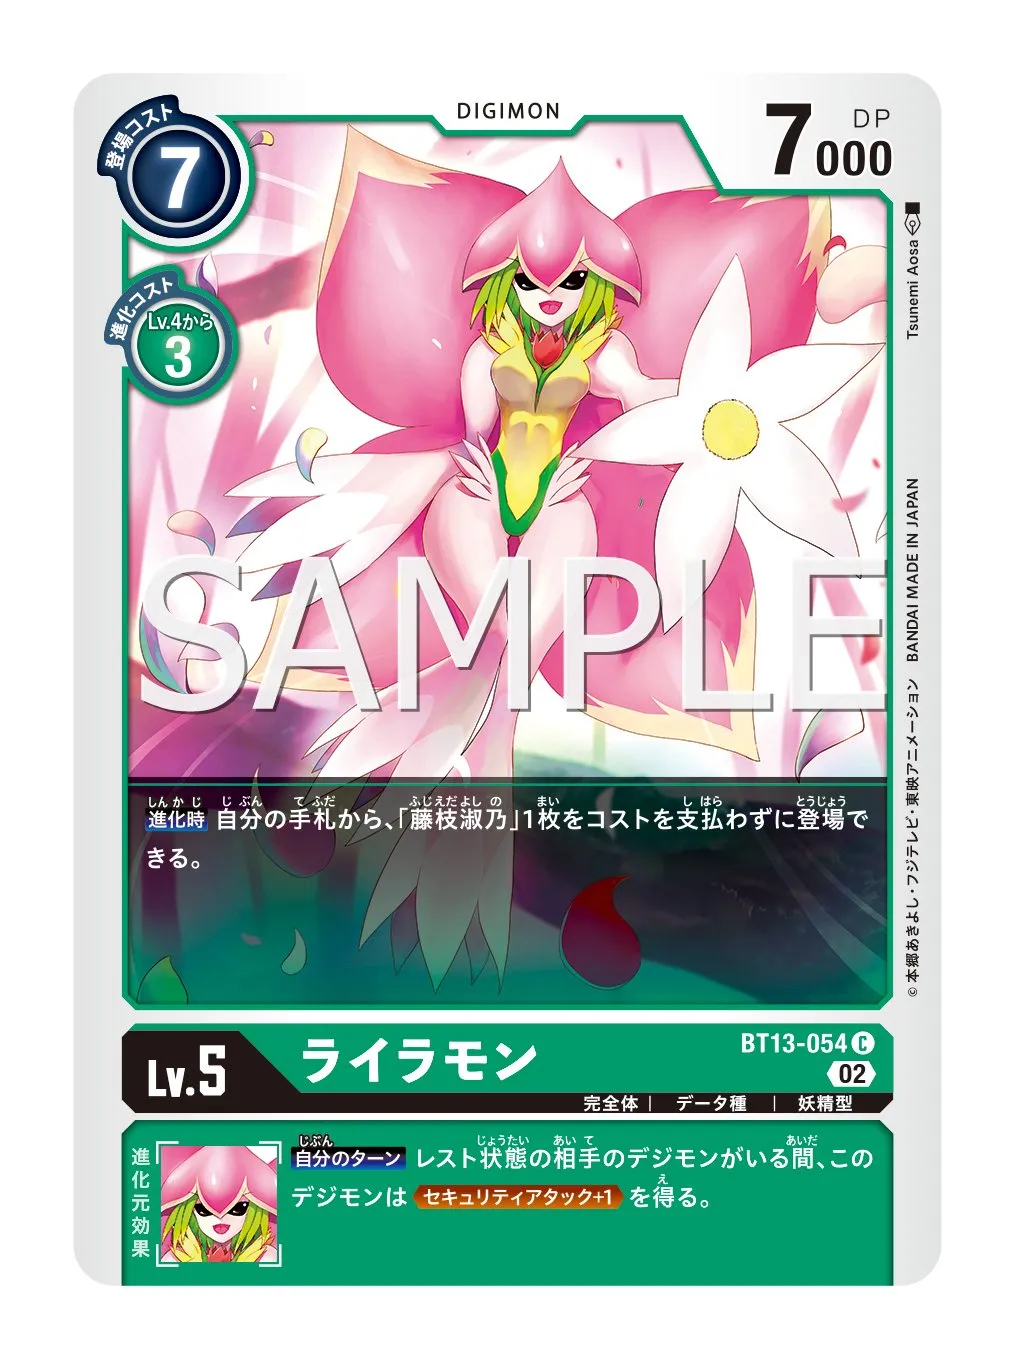 DIGIMON
登場コスト
7
7000
DP
進化コスト
Lv.4から
3
Tsunemi Aosa
BANDAI MADE IN JAPAN
©本郷あきよし・フジテレビ・東映アニメーション
SAMPLE
しんかじ じぶん てふだ ふじえだよしの まい しはら とうじょう
進化時 自分の手札から、「藤枝淑乃」1枚をコストを支払わずに登場で
きる。
BT13-054 C
02
Lv.5
ライラモン
完全体 | データ種 | 妖精型
進化元効果
じぶん じょうたい あいて あいだ
自分のターン レスト状態の相手のデジモンがいる間、この
え
デジモンは セキュリティアタック+1 を得る。